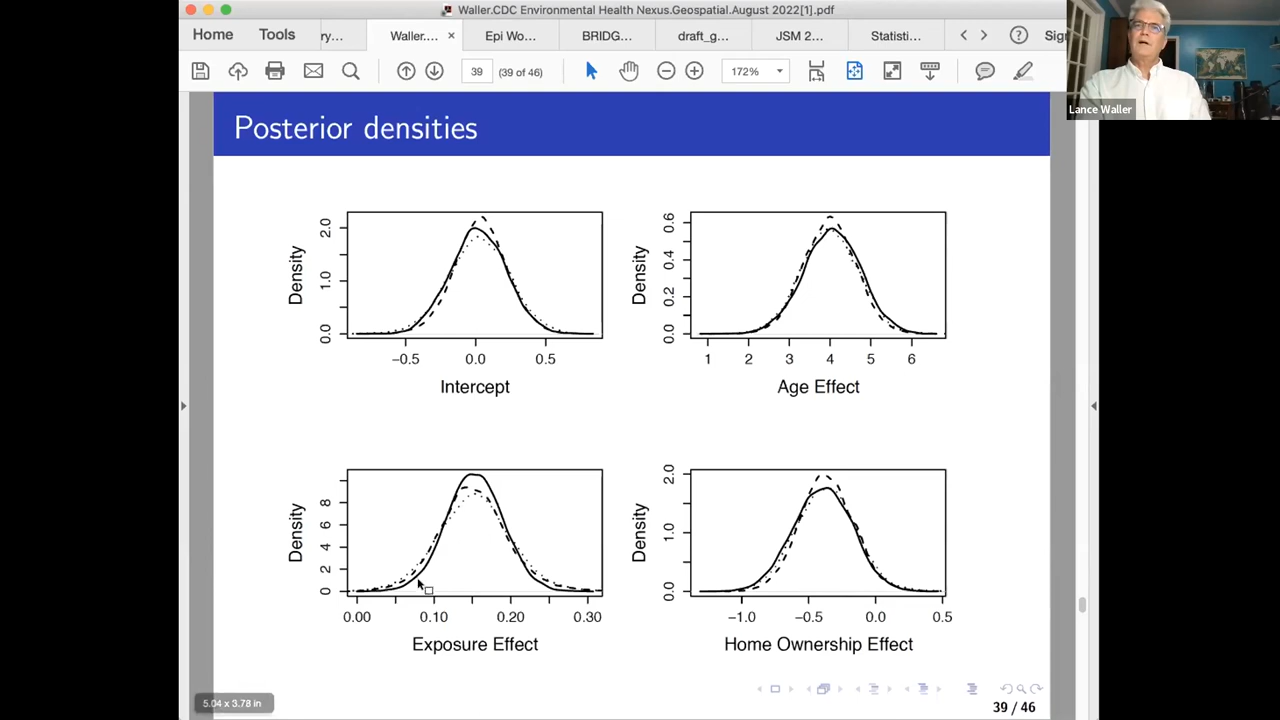 Waller.CDC Environmental Health Nexus.Geospatial.August 2022[1].pdf
Home Tools ry... Waller.... × Epi Wo... BRIDG... draft_g... JSM 2... Statisti... Sig
39 (39 of 46) 172%
Lance Waller
Posterior densities
Density
0.0 1.0 2.0
−0.5 0.0 0.5
Intercept
Density
0.0 0.2 0.4 0.6
1 2 3 4 5 6
Age Effect
Density
0 2 4 6 8
0.00 0.10 0.20 0.30
Exposure Effect
Density
0.0 1.0 2.0
−1.0 −0.5 0.0 0.5
Home Ownership Effect
5.04 x 3.78 in
39 / 46